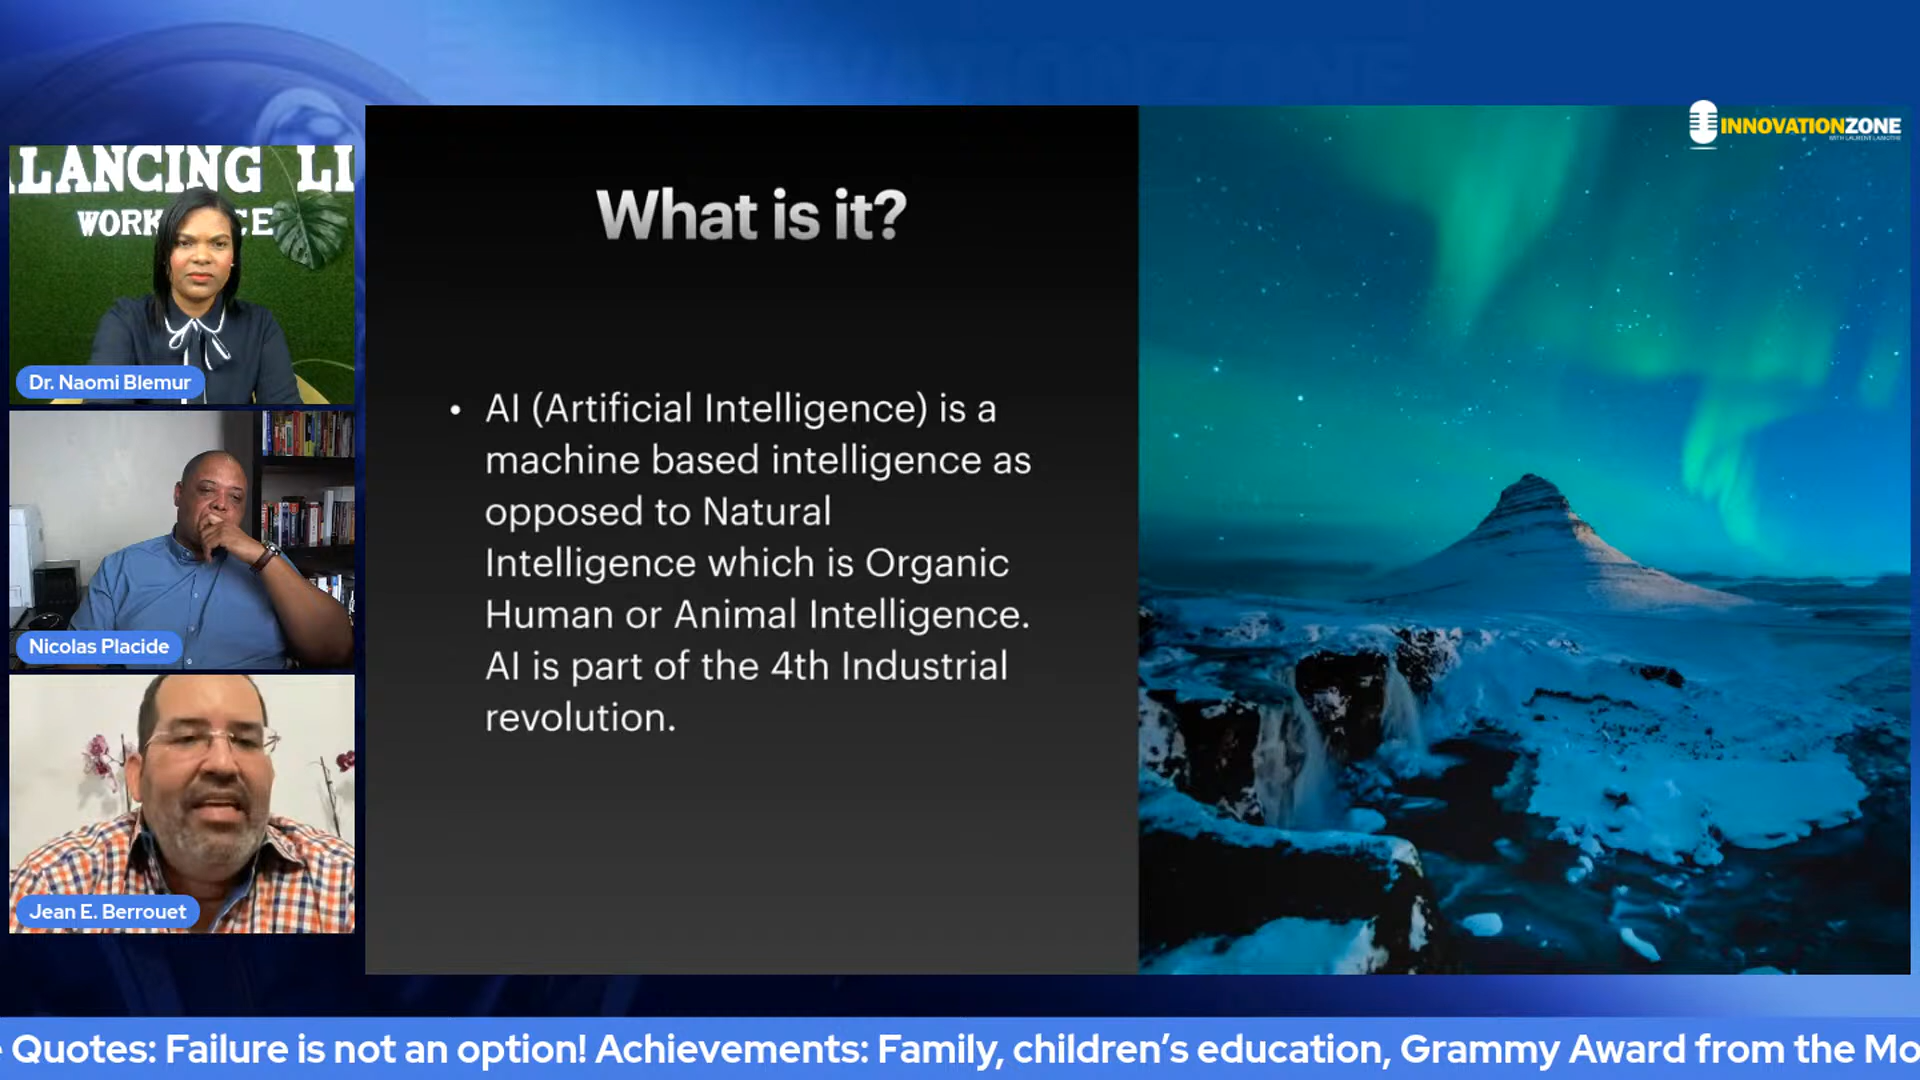 INNOVATIONZONE
LANCING LI
WORK CE
Dr. Naomi Blemur
Nicolas Placide
Jean E. Berrouet
What is it?
• AI (Artificial Intelligence) is a
machine based intelligence as
opposed to Natural
Intelligence which is Organic
Human or Animal Intelligence.
AI is part of the 4th Industrial
revolution.
Quotes: Failure is not an option! Achievements: Family, children's education, Grammy Award from the Mo